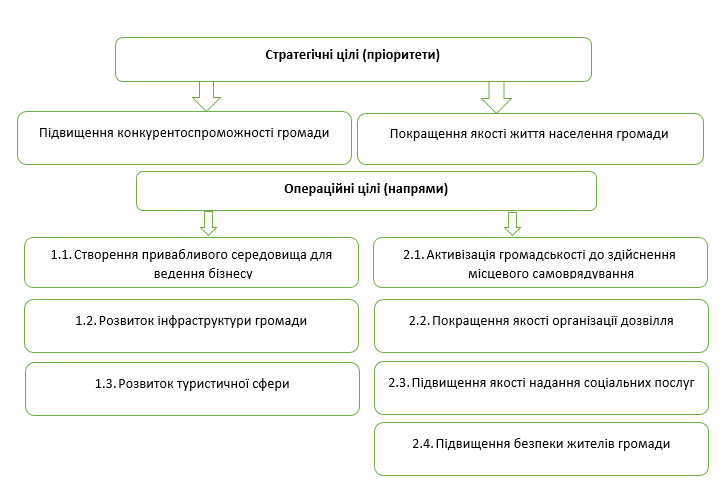 Стратегічні цілі (пріоритети)
Підвищення конкурентоспроможності громади
Покращення якості життя населення громади
Операційні цілі (напрями)
1.1. Створення привабливого середовища для
ведення бізнесу
2.1. Активізація громадськості до здійснення
місцевого самоврядування
1.2. Розвиток інфраструктури громади
2.2. Покращення якості організації дозвілля
1.3. Розвиток туристичної сфери
2.3. Підвищення якості надання соціальних послуг
2.4. Підвищення безпеки жителів громади